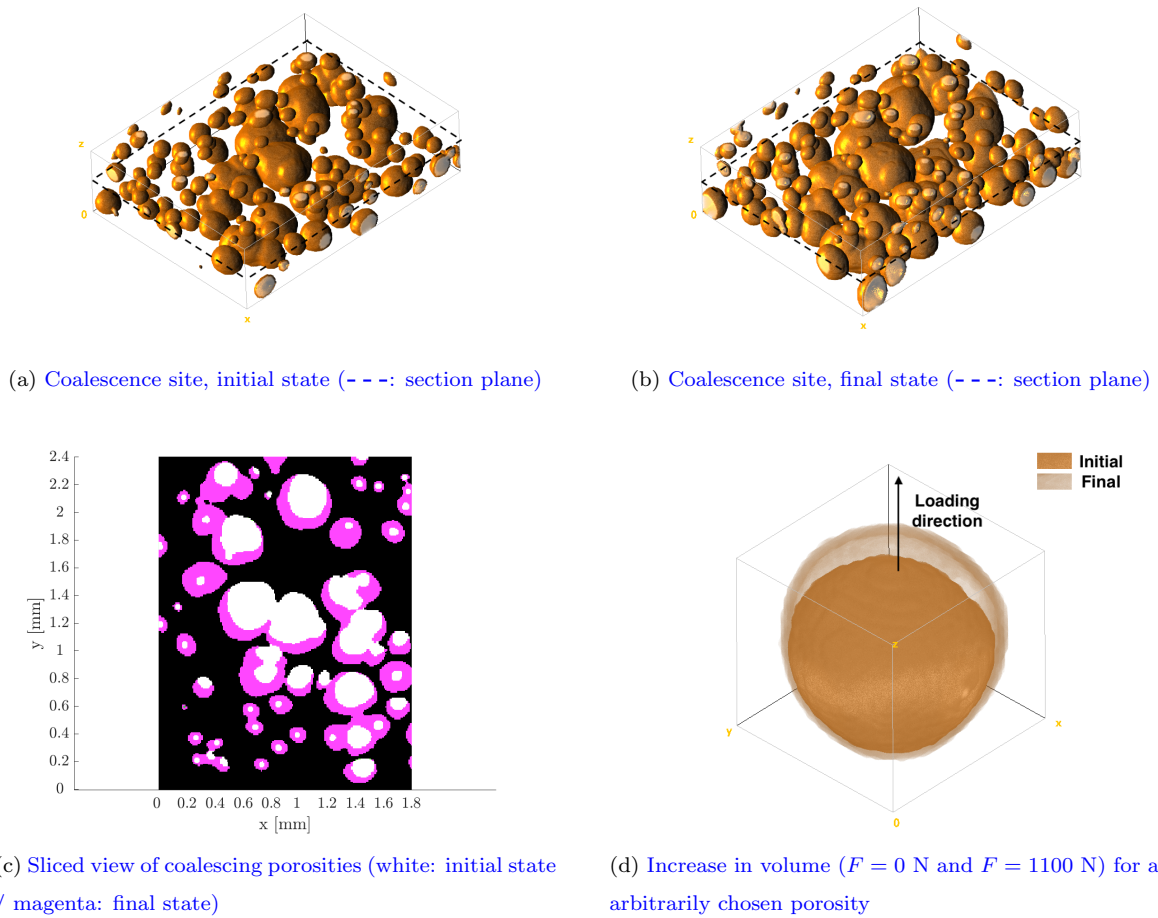 z
0
x
z
0
x
(a) Coalescence site, initial state (- - -: section plane)
(b) Coalescence site, final state (- - -: section plane)
2.4
2.2
2
1.8
1.6
1.4
1.2
1
0.8
0.6
0.4
0.2
0
y [mm]
0 0.2 0.4 0.6 0.8 1 1.2 1.4 1.6 1.8
x [mm]
Initial
Final
Loading
direction
z
y
x
0
c) Sliced view of coalescing porosities (white: initial state
/ magenta: final state)
(d) Increase in volume (F = 0 N and F = 1100 N) for a
arbitrarily chosen porosity